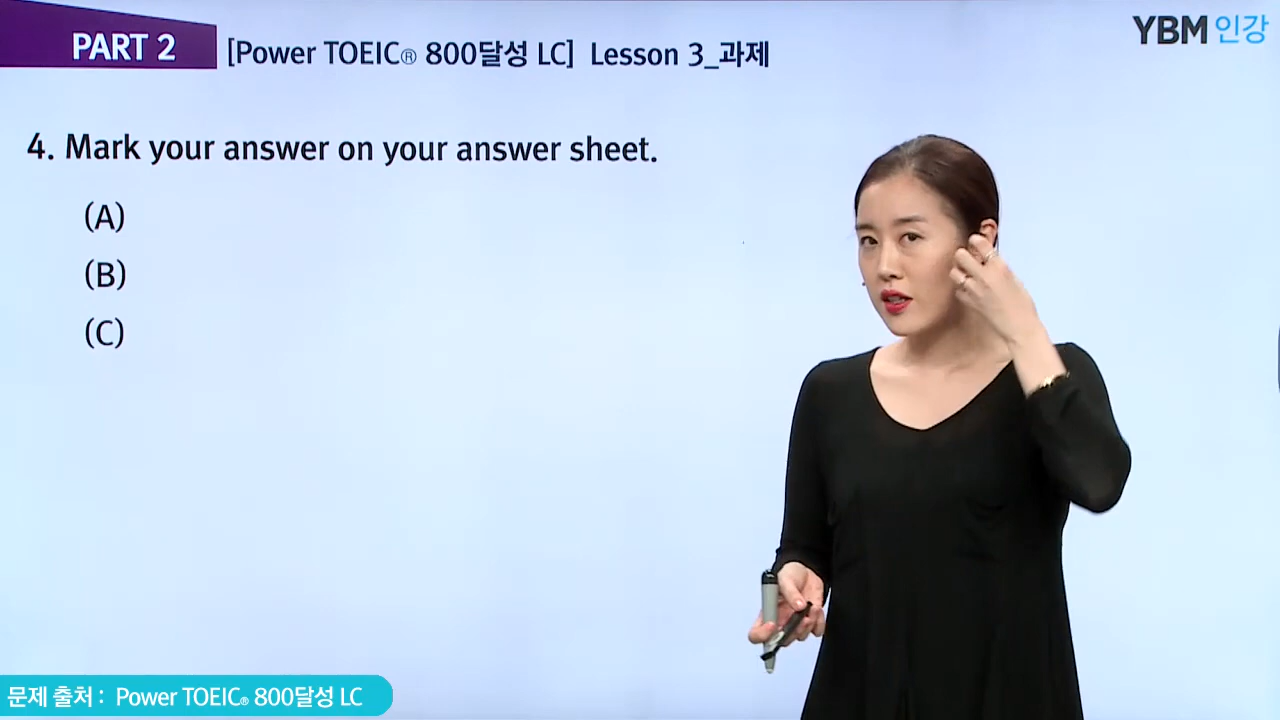 PART 2
[Power TOEIC® 800달성 LC] Lesson 3_과제
YBM 인강
4. Mark your answer on your answer sheet.
(A)
(B)
(C)
문제 출처 : Power TOEIC® 800달성 LC